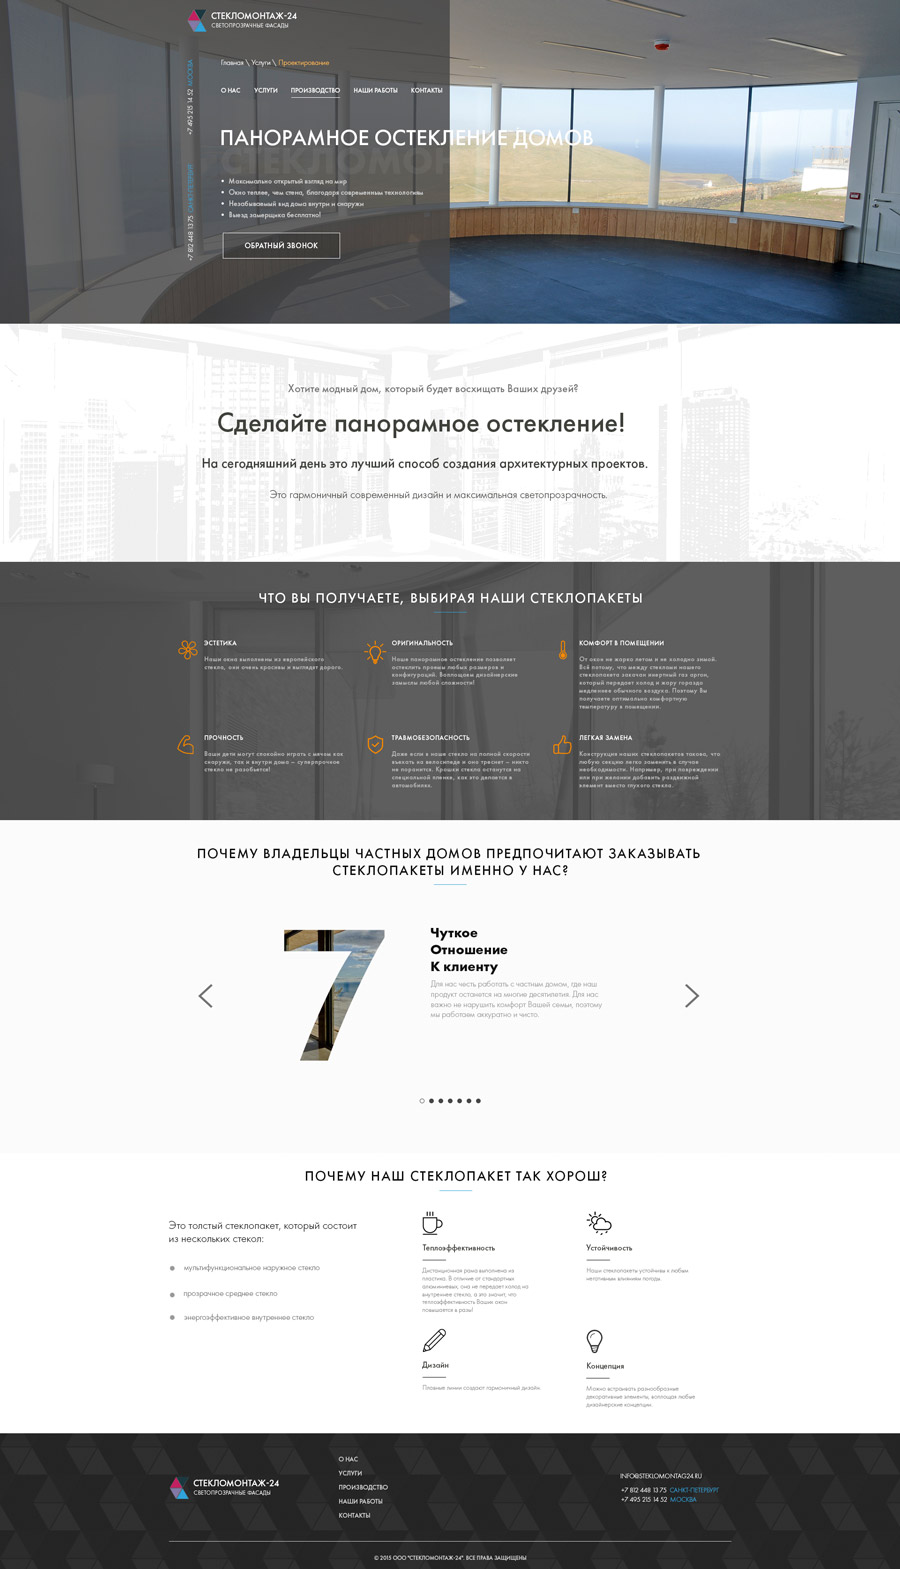 СТЕКЛОМОНТАЖ-24
СВЕТОПРОЗРАЧНЫЕ ФАСАДЫ
Главная \ Услуги \ Проектирование
О НАС УСЛУГИ ПРОИЗВОДСТВО НАШИ РАБОТЫ КОНТАКТЫ
+7 495 215 14 52 МОСКВА
+7 812 448 13 75 САНКТ-ПЕТЕРБУРГ
ПАНОРАМНОЕ ОСТЕКЛЕНИЕ ДОМОВ
• Максимально открытый взгляд на мир
• Окно теплее, чем стена, благодаря современным технологиям
• Незабываемый вид дома внутри и снаружи
• Выезд замерщика бесплатно!
ОБРАТНЫЙ ЗВОНОК
Хотите модный дом, который будет восхищать Ваших друзей?
Сделайте панорамное остекление!
На сегодняшний день это лучший способ создания архитектурных проектов.
Это гармоничный современный дизайн и максимальная светопрозрачность.
ЧТО ВЫ ПОЛУЧАЕТЕ, ВЫБИРАЯ НАШИ СТЕКЛОПАКЕТЫ
ЭСТЕТИКА
Наши окна выполнены из европейского
стекла, они очень красивы и выглядят дорого.
ОРИГИНАЛЬНОСТЬ
Наше панорамное остекление позволяет
остеклить проемы любых размеров и
конфигураций. Воплощаем дизайнерские
замыслы любой сложности!
КОМФОРТ В ПОМЕЩЕНИИ
От окон не жарко летом и не холодно зимой.
Всё потому, что между стеклами нашего
стеклопакета закачан инертный газ аргон,
который передает холод и жару гораздо
медленнее обычного воздуха. Поэтому Вы
получаете оптимально комфортную
температуру в помещении.
ПРОЧНОСТЬ
Ваши дети могут спокойно играть с мячом как
снаружи, так и внутри дома – суперпрочное
стекло не разобьется!
ТРАВМОБЕЗОПАСНОСТЬ
Даже если в наше стекло на полной скорости
въехать на велосипеде и оно треснет – никто
не поранится. Крошки стекла останутся на
специальной пленке, как это делается в
автомобилях.
ЛЕГКАЯ ЗАМЕНА
Конструкция наших стеклопакетов такова, что
любую секцию легко заменить в случае
необходимости. Например, при повреждении
или при желании добавить раздвижной
элемент вместо глухого стекла.
ПОЧЕМУ ВЛАДЕЛЬЦЫ ЧАСТНЫХ ДОМОВ ПРЕДПОЧИТАЮТ ЗАКАЗЫВАТЬ
СТЕКЛОПАКЕТЫ ИМЕННО У НАС?
7
Чуткое
Отношение
К клиенту
Для нас честь работать с частным домом, где наш
продукт останется на многие десятилетия. Для нас
важно не нарушить комфорт Вашей семьи, поэтому
мы работаем аккуратно и чисто.
ПОЧЕМУ НАШ СТЕКЛОПАКЕТ ТАК ХОРОШ?
Это толстый стеклопакет, который состоит
из нескольких стекол:
мультифункциональное наружное стекло
прозрачное среднее стекло
энергоэффективное внутреннее стекло
Теплоэффективность
Дистанционная рама выполнена из
пластика. В отличие от стандартных
алюминиевых, она не передает холод на
внутреннее стекло, а это значит, что
теплоэффективность Ваших окон
повышается в разы!
Устойчивость
Наши стеклопакеты устойчивы к любым
негативным влияниям погоды.
Дизайн
Плавные линии создают гармоничный дизайн.
Концепция
Можно встраивать разнообразные
декоративные элементы, воплощая любые
дизайнерские концепции.
СТЕКЛОМОНТАЖ-24
СВЕТОПРОЗРАЧНЫЕ ФАСАДЫ
О НАС
УСЛУГИ
ПРОИЗВОДСТВО
НАШИ РАБОТЫ
КОНТАКТЫ
INFO@STEKLOMONTAG24.RU
+7 812 448 13 75 САНКТ-ПЕТЕРБУРГ
+7 495 215 14 52 МОСКВА
© 2015 ООО "СТЕКЛОМОНТАЖ-24". ВСЕ ПРАВА ЗАЩИЩЕНЫ